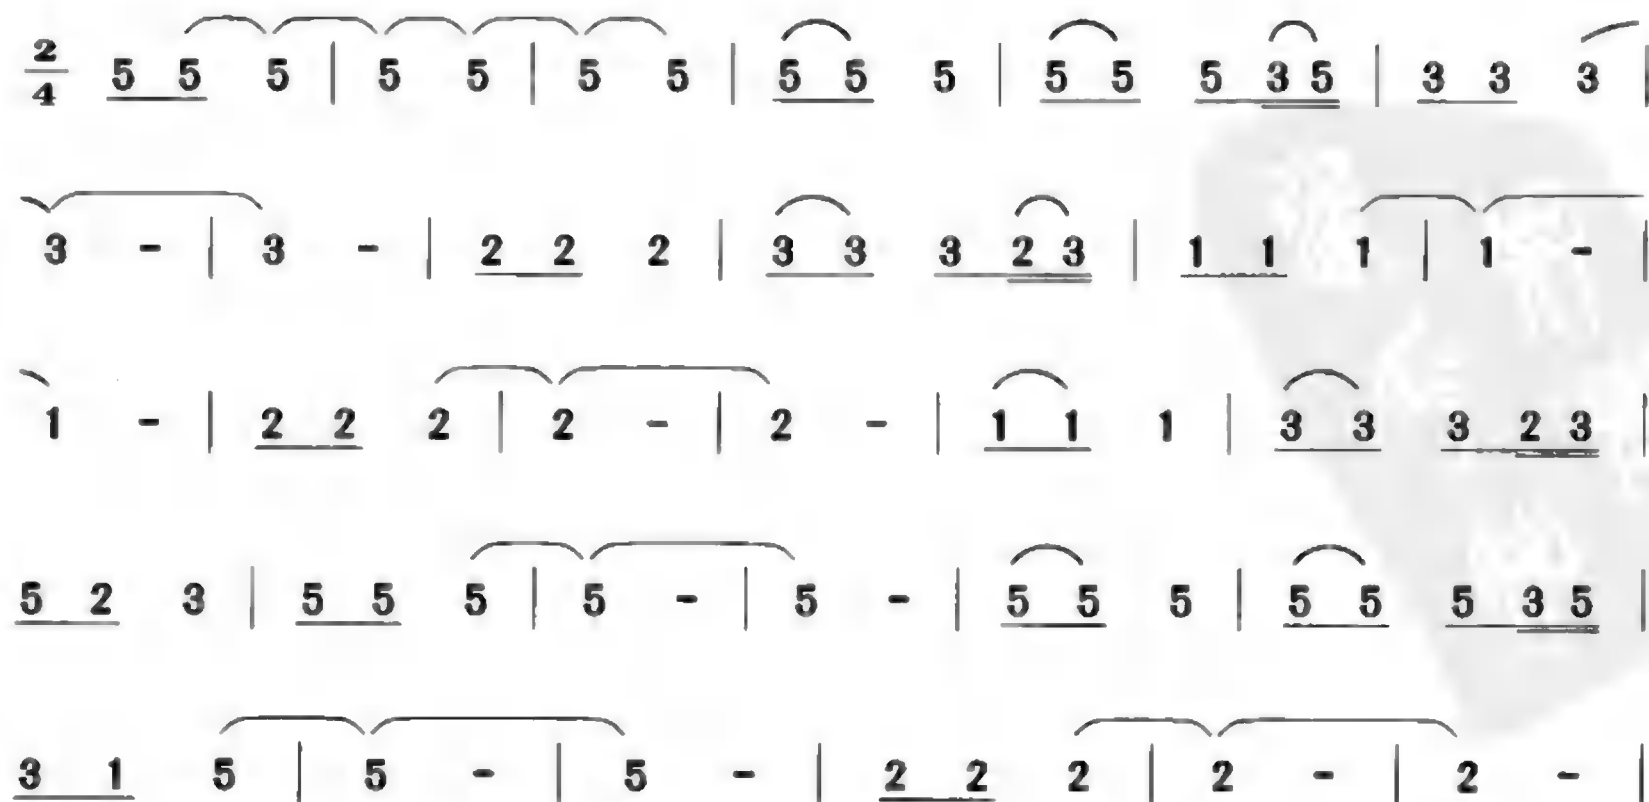 2/4 5 5 5 | 5 5 | 5 5 | 5 5 5 | 5 5 5 3 5 | 3 3 3 |
3 - | 3 - | 2 2 2 | 3 3 3 2 3 | 1 1 1 | 1 - |
1 - | 2 2 2 | 2 - | 2 - | 1 1 1 | 3 3 3 2 3 |
5 2 3 | 5 5 5 | 5 - | 5 - | 5 5 5 | 5 5 5 3 5 |
3 1 5 | 5 - | 5 - | 2 2 2 | 2 - | 2 - |